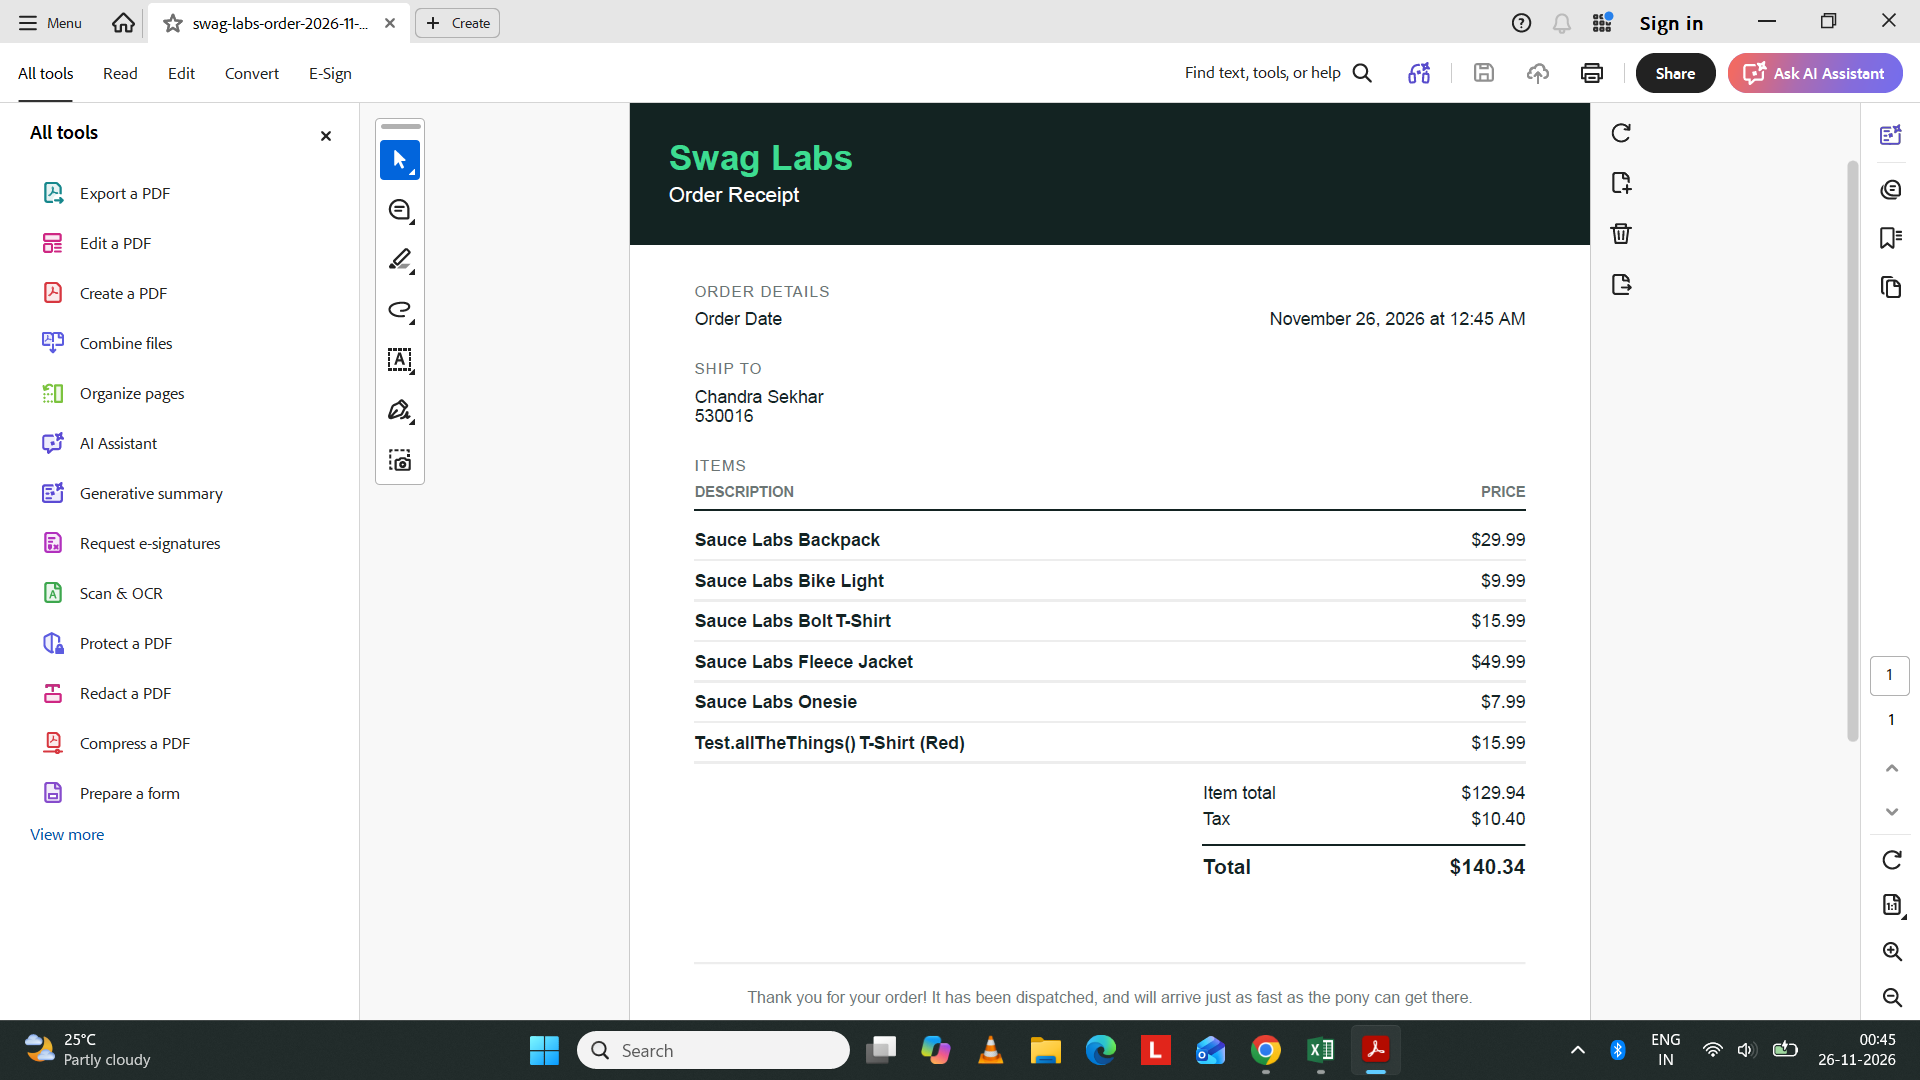 Menu
swag-labs-order-2026-11-...
Create
Sign in
All tools
Read
Edit
Convert
E-Sign
Find text, tools, or help
Share
Ask AI Assistant
All tools
Export a PDF
Edit a PDF
Create a PDF
Combine files
Organize pages
AI Assistant
Generative summary
Request e-signatures
Scan & OCR
Protect a PDF
Redact a PDF
Compress a PDF
Prepare a form
View more
Swag Labs
Order Receipt
ORDER DETAILS
Order Date November 26, 2026 at 12:45 AM
SHIP TO
Chandra Sekhar
530016
ITEMS
DESCRIPTION PRICE
Sauce Labs Backpack $29.99
Sauce Labs Bike Light $9.99
Sauce Labs Bolt T-Shirt $15.99
Sauce Labs Fleece Jacket $49.99
Sauce Labs Onesie $7.99
Test.allTheThings() T-Shirt (Red) $15.99
Item total $129.94
Tax $10.40
Total $140.34
Thank you for your order! It has been dispatched, and will arrive just as fast as the pony can get there.
1
1
25°C
Partly cloudy
Search
ENG
IN
00:45
26-11-2026